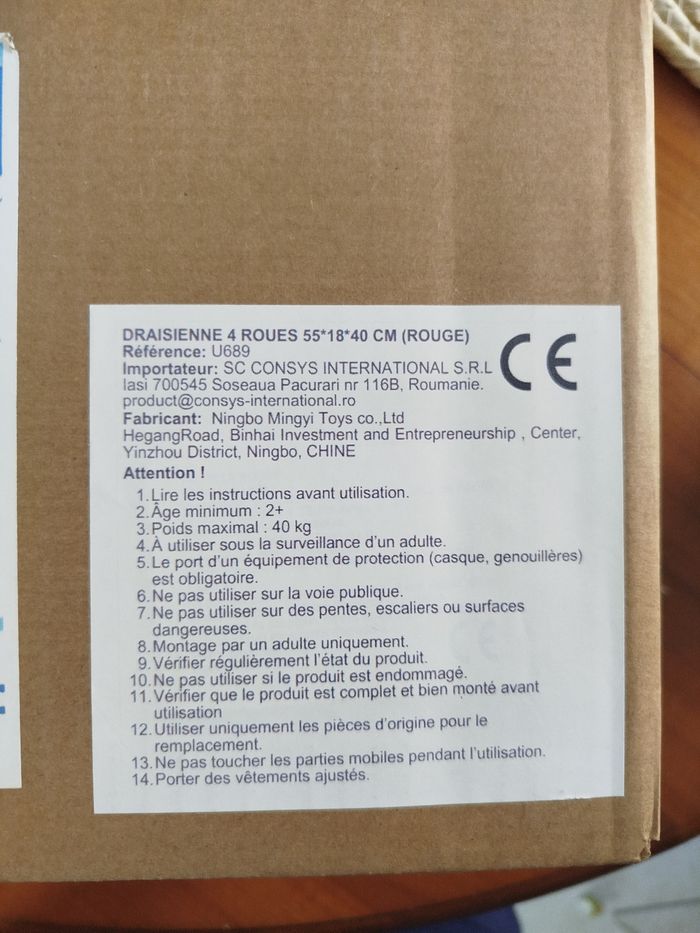 DRAISIENNE 4 ROUES 55*18*40 CM (ROUGE)
Référence: U689
Importateur: SC CONSYS INTERNATIONAL S.R.L
Iasi 700545 Soseaua Pacurari nr 116B, Roumanie.
product@consys-international.ro
Fabricant: Ningbo Mingyi Toys co.,Ltd
HegangRoad, Binhai Investment and Entrepreneurship , Center,
Yinzhou District, Ningbo, CHINE
CE
Attention !
1. Lire les instructions avant utilisation.
2. Âge minimum : 2+
3. Poids maximal : 40 kg
4. À utiliser sous la surveillance d'un adulte.
5. Le port d'un équipement de protection (casque, genouillères)
est obligatoire.
6. Ne pas utiliser sur la voie publique.
7. Ne pas utiliser sur des pentes, escaliers ou surfaces
dangereuses.
8. Montage par un adulte uniquement.
9. Vérifier régulièrement l'état du produit.
10. Ne pas utiliser si le produit est endommagé.
11. Vérifier que le produit est complet et bien monté avant
utilisation
12. Utiliser uniquement les pièces d'origine pour le
remplacement.
13. Ne pas toucher les parties mobiles pendant l'utilisation.
14. Porter des vêtements ajustés.